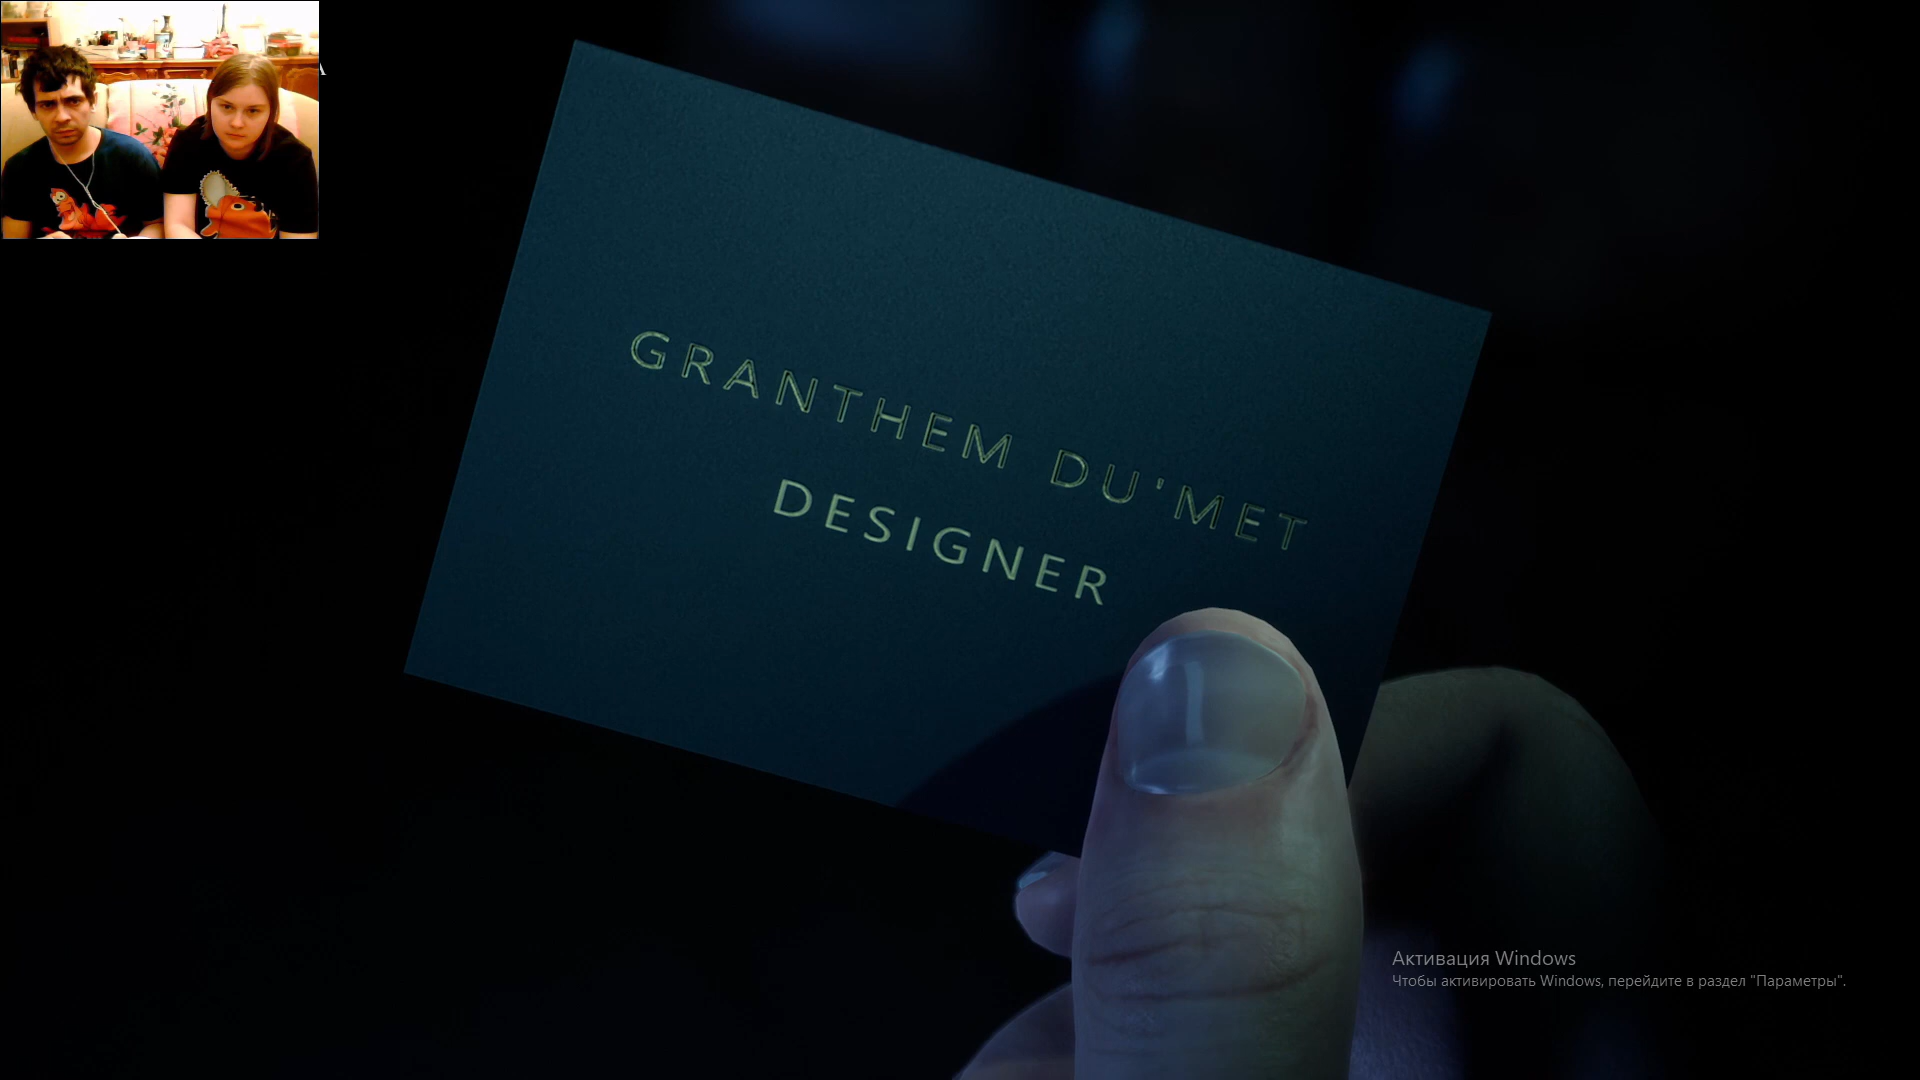 GRANTHEM DU'MET
DESIGNER
Активация Windows
Чтобы активировать Windows, перейдите в раздел "Параметры".